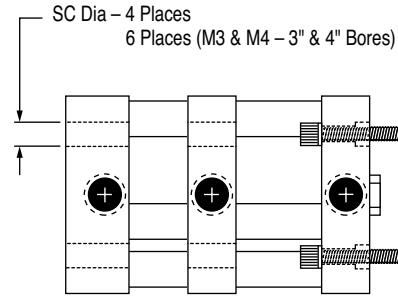 SC Dia – 4 Places
6 Places (M3 & M4 – 3" & 4" Bores)